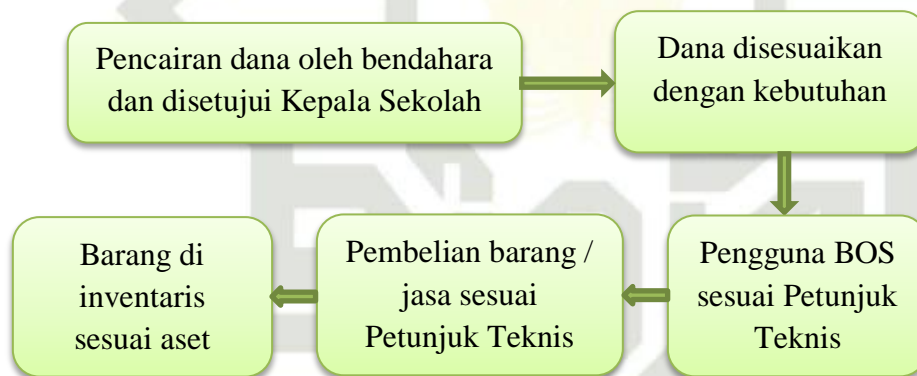 Pencairan dana oleh bendahara
dan disetujui Kepala Sekolah
Dana disesuaikan
dengan kebutuhan
Pengguna BOS
sesuai Petunjuk
Teknis
Pembelian barang /
jasa sesuai
Petunjuk Teknis
Barang di
inventaris
sesuai aset